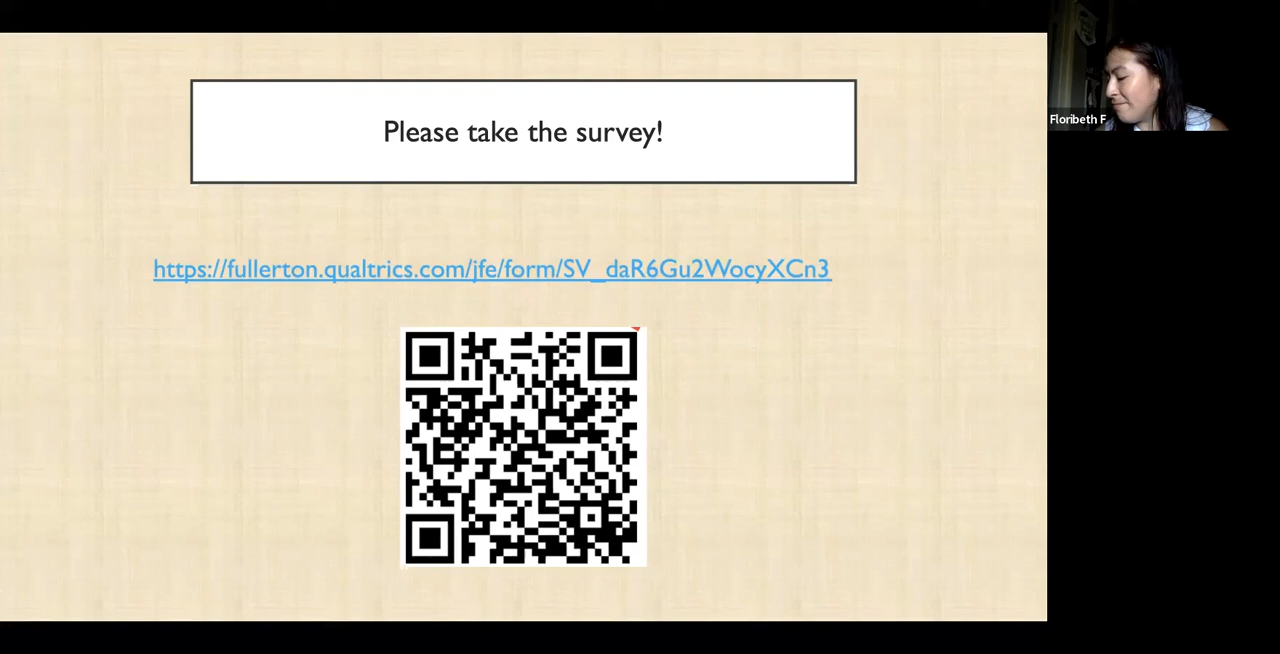 Please take the survey!
https://fullerton.qualtrics.com/jfe/form/SV_daR6Gu2WocyXCn3
Floribeth F